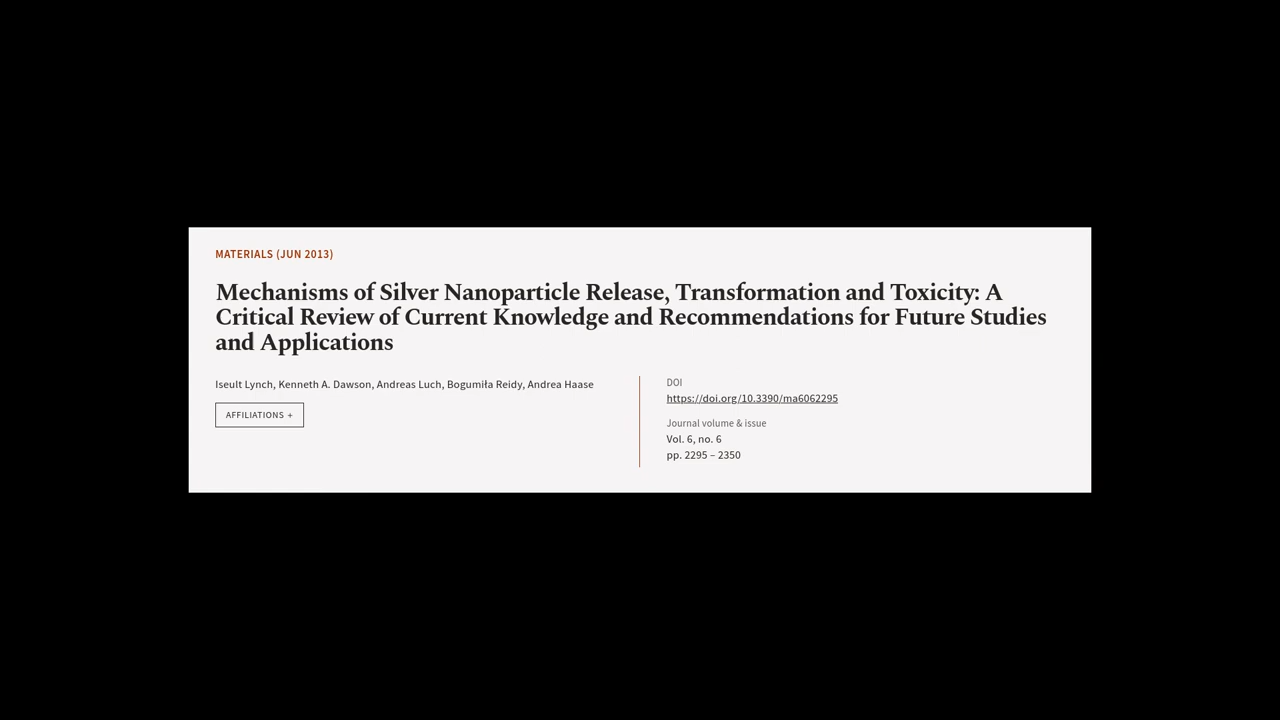 MATERIALS (JUN 2013)
Mechanisms of Silver Nanoparticle Release, Transformation and Toxicity: A
Critical Review of Current Knowledge and Recommendations for Future Studies
and Applications
Iseult Lynch, Kenneth A. Dawson, Andreas Luch, Bogumiła Reidy, Andrea Haase
AFFILIATIONS +
DOI
https://doi.org/10.3390/ma6062295
Journal volume & issue
Vol. 6, no. 6
pp. 2295 – 2350